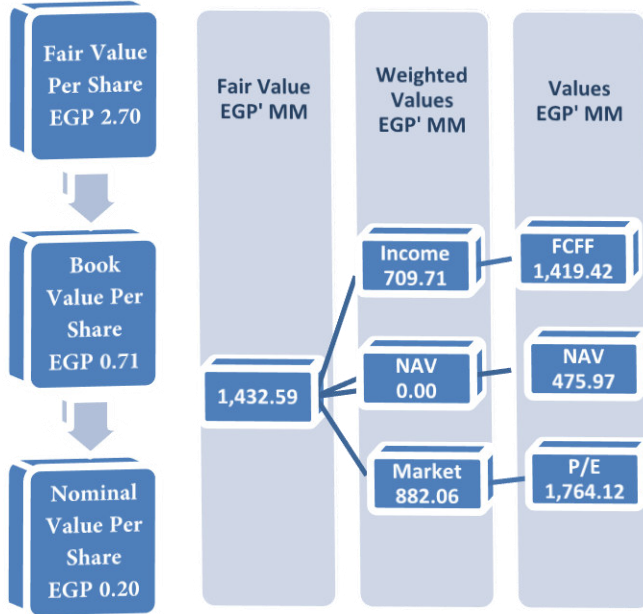 Fair Value
Per Share
EGP 2.70
Book
Value Per
Share
EGP 0.71
Nominal
Value Per
Share
EGP 0.20
Fair Value
EGP' MM
1,432.59
Weighted
Values
EGP' MM
Income
709.71
NAV
0.00
Market
882.06
Values
EGP' MM
FCFF
1,419.42
NAV
475.97
P/E
1,764.12